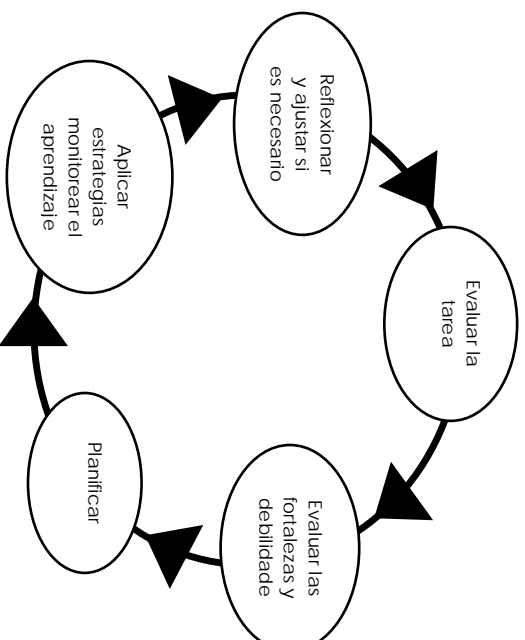 Evaluar la
tarea
Evaluar las
fortalezas y
debilidade
Planificar
Aplicar
estrategias
monitorear el
aprendizaje
Reflexionar
y ajustar si
es necesario